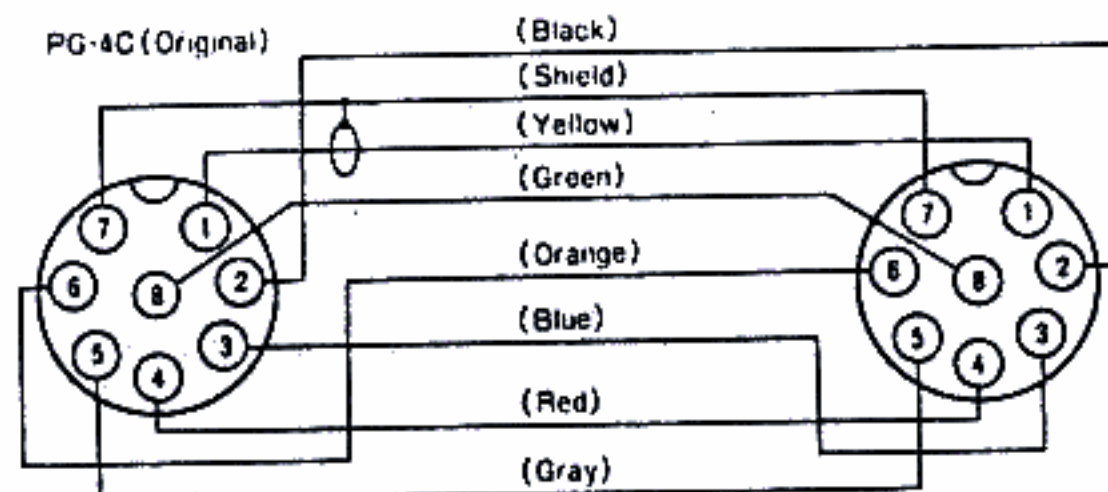 PG-4C (Original)
(Black)
(Shield)
(Yellow)
(Green)
(Orange)
(Blue)
(Red)
(Gray)
7 1
6 8 2
5 4 3
7 1
6 8 2
5 4 3